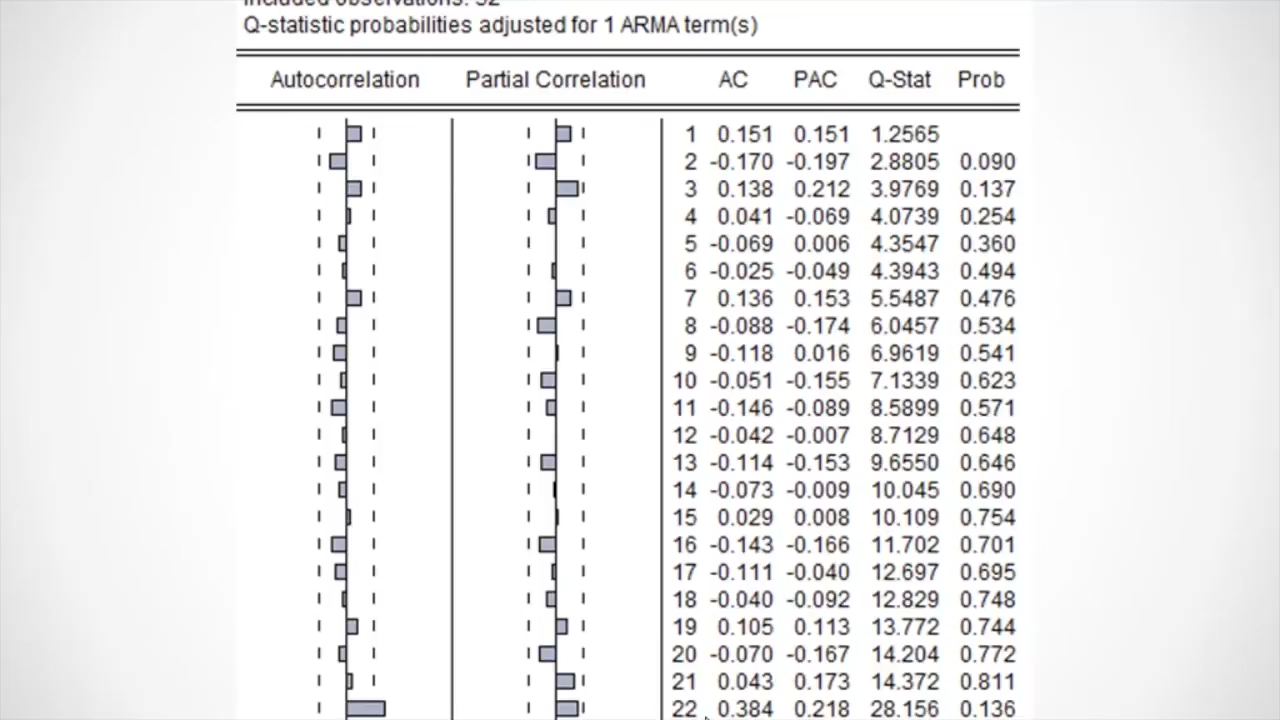 Included observations: 52
Q-statistic probabilities adjusted for 1 ARMA term(s)
Autocorrelation Partial Correlation AC PAC Q-Stat Prob
1 0.151 0.151 1.2565
2 -0.170 -0.197 2.8805 0.090
3 0.138 0.212 3.9769 0.137
4 0.041 -0.069 4.0739 0.254
5 -0.069 0.006 4.3547 0.360
6 -0.025 -0.049 4.3943 0.494
7 0.136 0.153 5.5487 0.476
8 -0.088 -0.174 6.0457 0.534
9 -0.118 0.016 6.9619 0.541
10 -0.051 -0.155 7.1339 0.623
11 -0.146 -0.089 8.5899 0.571
12 -0.042 -0.007 8.7129 0.648
13 -0.114 -0.153 9.6550 0.646
14 -0.073 -0.009 10.045 0.690
15 0.029 0.008 10.109 0.754
16 -0.143 -0.166 11.702 0.701
17 -0.111 -0.040 12.697 0.695
18 -0.040 -0.092 12.829 0.748
19 0.105 0.113 13.772 0.744
20 -0.070 -0.167 14.204 0.772
21 0.043 0.173 14.372 0.811
22 0.384 0.218 28.156 0.136